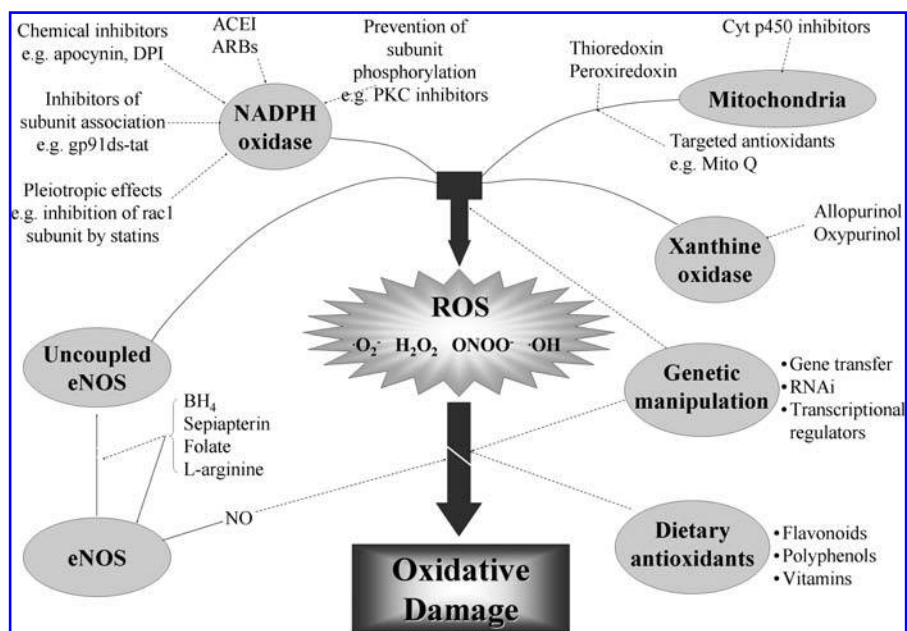 Chemical inhibitors
e.g. apocynin, DPI
ACEI
ARBs
Prevention of
subunit
phosphorylation
e.g. PKC inhibitors
Inhibitors of
subunit association
e.g. gp91ds-tat
NADPH
oxidase
Pleiotropic effects
e.g. inhibition of rac1
subunit by statins
Cyt p450 inhibitors
Thioredoxin
Peroxiredoxin
Mitochondria
Targeted antioxidants
e.g. Mito Q
Allopurinol
Oxypurinol
Xanthine
oxidase
ROS
·O₂⁻ H₂O₂ ONOO⁻ ·OH
Uncoupled
eNOS
BH₄
Sepiapterin
Folate
L-arginine
eNOS
NO
Genetic
manipulation
•Gene transfer
•RNAi
•Transcriptional
regulators
Dietary
antioxidants
•Flavonoids
•Polyphenols
•Vitamins
Oxidative
Damage